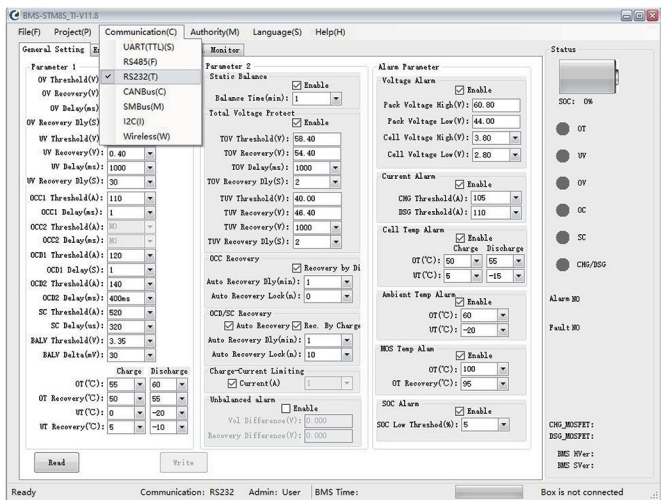 BMS-STM8S_TI-V11.8
File(F) Project(P) Communication(C) Authority(M) Language(S) Help(H)
UART(TTL)(S)
RS485(F)
RS232(T)
CANBus(C)
SMBus(M)
I2C(I)
Wireless(W)
General Setting
Monitor
Parameter 1
OV Threshold(V)
OV Recovery(V)
OV Delay(ms)
OV Recovery Dly(S)
UV Threshold(V)
UV Recovery(V): 0.40
UV Delay(ms): 1000
UV Recovery Dly(S): 30
OCC1 Threshold(A): 110
OCC1 Delay(ms): 1
OCC2 Threshold(A): NO
OCC2 Delay(ms): NO
OCD1 Threshold(A): 120
OCD1 Delay(S): 1
OCD2 Threshold(A): 140
OCD2 Delay(ms): 400ms
SC Threshold(A): 520
SC Delay(us): 320
BALV Threshold(V): 3.35
BALV Delta(mV): 30
Charge Discharge
OT(℃): 55 60
OT Recovery(℃): 50 55
UT(℃): 0 -20
UT Recovery(℃): 5 -10
Read Write
Parameter 2
Static Balance
Enable
Balance Time(min): 1
Total Voltage Protect
Enable
TOV Threshold(V): 58.40
TOV Recovery(V): 54.40
TOV Delay(ms): 1000
TOV Recovery Dly(S): 2
TUV Threshold(V): 40.00
TUV Recovery(V): 46.40
TUV Recovery(V): 1000
TUV Recovery Dly(S): 2
OCC Recovery
Recovery by Di
Auto Recovery Dly(min): 1
Auto Recovery Lock(n): 0
OCD/SC Recovery
Auto Recovery Rec. By Charge
Auto Recovery Dly(min): 1
Auto Recovery Lock(n): 10
Charge-Current Limiting
Current(A) 1
Unbalanced alarm
Enable
Vol Difference(V): 0.000
Recovery Difference(V): 0.000
Alarm Parameter
Voltage Alarm
Enable
Pack Voltage High(V): 60.80
Pack Voltage Low(V): 44.00
Cell Voltage High(V): 3.80
Cell Voltage Low(V): 2.80
Current Alarm
Enable
CHG Threshold(A): 105
DSG Threshold(A): 110
Cell Temp Alarm
Enable
Charge Discharge
OT(℃): 50 55
UT(℃): 5 -15
Ambient Temp Alarm
Enable
OT(℃): 60
UT(℃): -20
MOS Temp Alam
OT(℃): 100
OT Recovery(℃): 95
SOC Alarm
Enable
SOC Low Threshod(%): 5
Status
SOC: 0%
OT
UV
OV
OC
SC
CHG/DSG
Alarm NO
Fault NO
CHG_MOSFET:
DSG_MOSFET:
BMS HVer:
BMS SVer:
Ready Communication: RS232 Admin: User BMS Time: Box is not connected